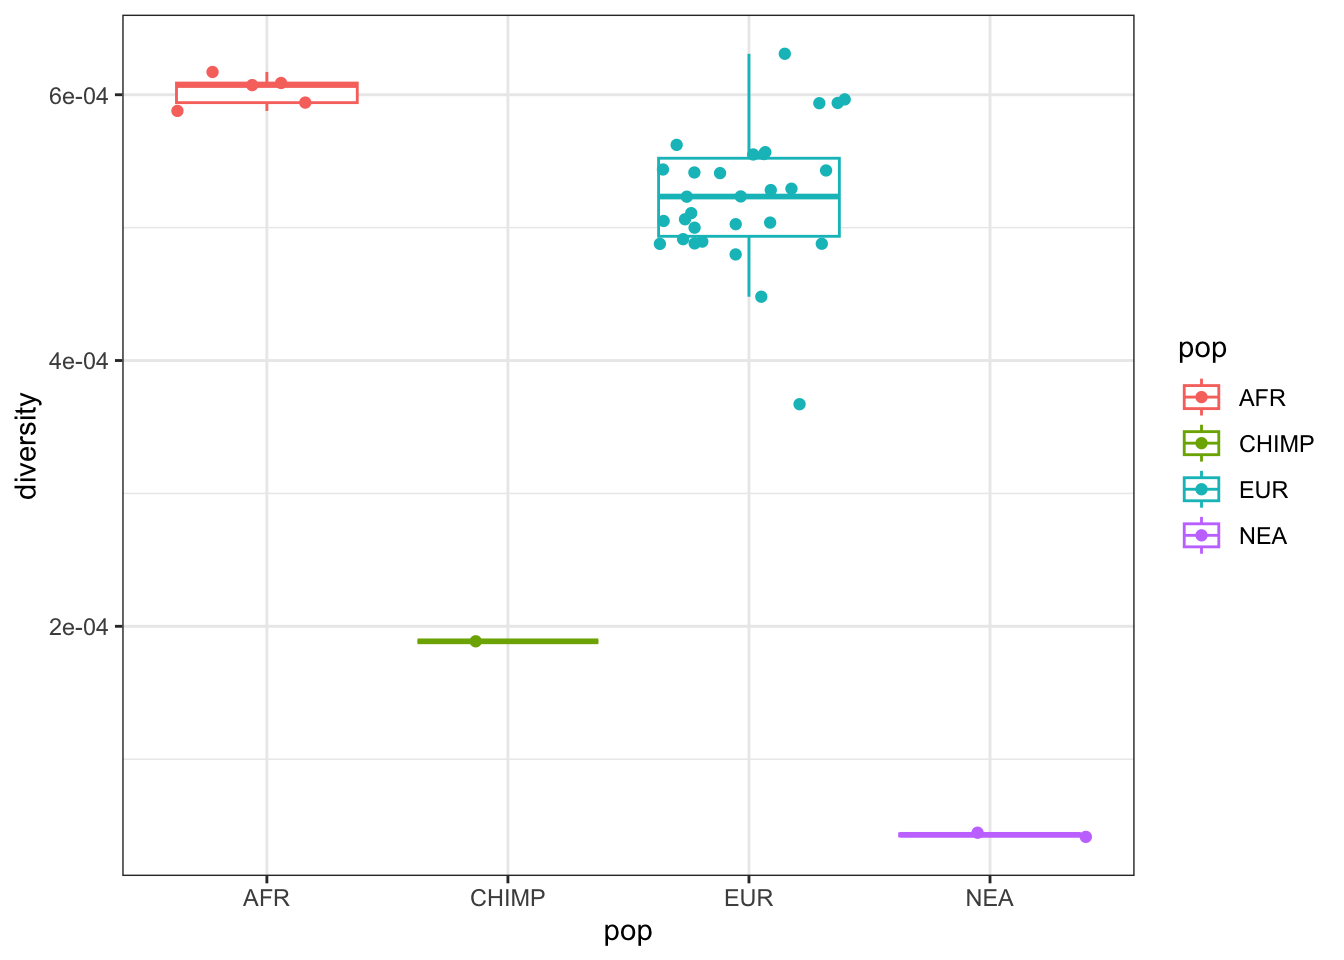 6e-04
4e-04
2e-04
diversity
AFR
CHIMP
EUR
NEA
pop
pop
AFR
CHIMP
EUR
NEA